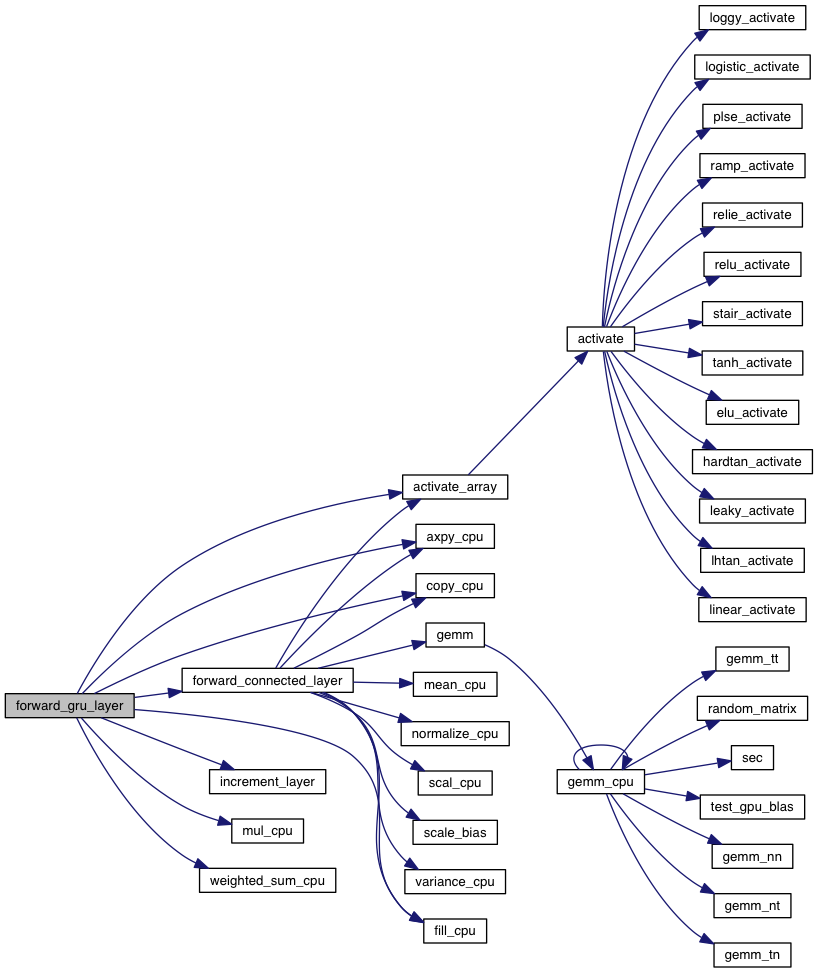 loggy_activate
logistic_activate
plse_activate
ramp_activate
relie_activate
relu_activate
stair_activate
activate
tanh_activate
elu_activate
hardtan_activate
activate_array
leaky_activate
axpy_cpu
lhtan_activate
copy_cpu
linear_activate
gemm
gemm_tt
forward_connected_layer
mean_cpu
forward_gru_layer
random_matrix
normalize_cpu
sec
increment_layer
scal_cpu
gemm_cpu
test_gpu_blas
mul_cpu
scale_bias
gemm_nn
weighted_sum_cpu
variance_cpu
gemm_nt
fill_cpu
gemm_tn